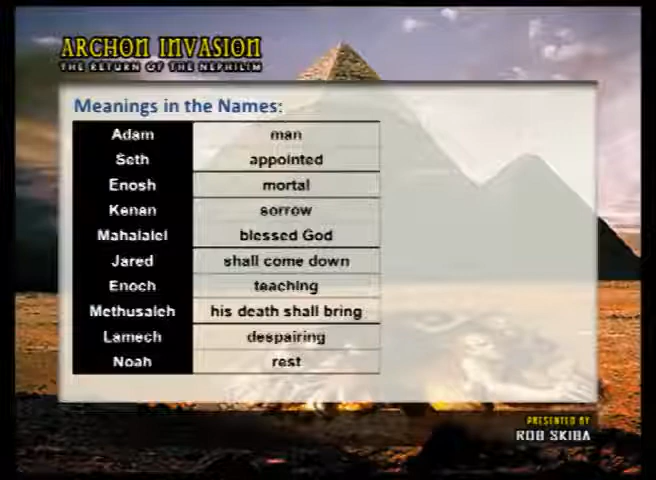 ARCHON INVASION
THE RETURN OF THE NEPHILIM
Meanings in the Names:
Adam man
Seth appointed
Enosh mortal
Kenan sorrow
Mahalalel blessed God
Jared shall come down
Enoch teaching
Methusaleh his death shall bring
Lamech despairing
Noah rest
PRESENTED BY
ROB SKIBA